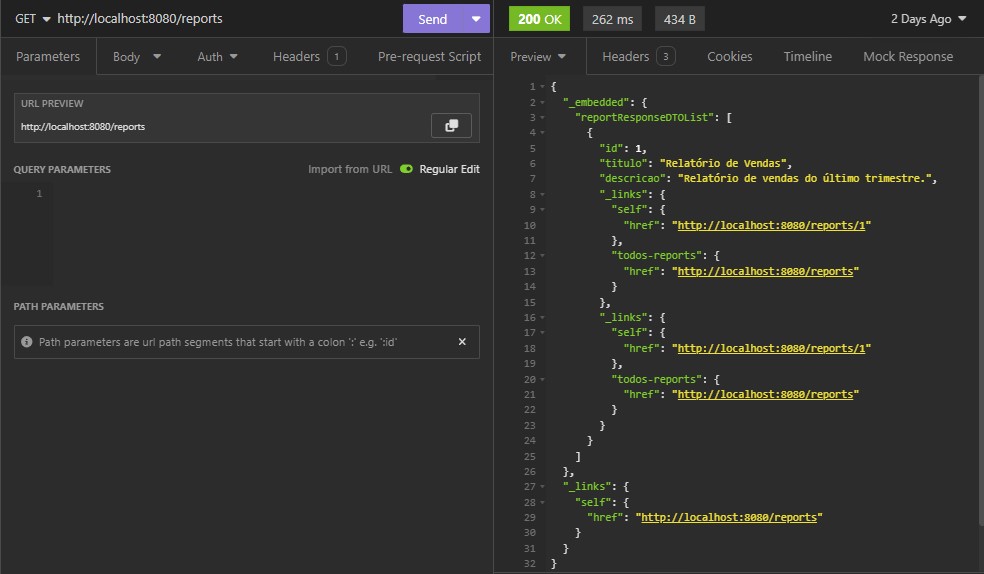 GET http://localhost:8080/reports Send
Parameters Body Auth Headers 1 Pre-request Script
URL PREVIEW
http://localhost:8080/reports
QUERY PARAMETERS Import from URL Regular Edit
1
PATH PARAMETERS
Path parameters are url path segments that start with a colon ':' e.g. ':id'
200 OK 262 ms 434 B 2 Days Ago
Preview Headers 3 Cookies Timeline Mock Response
1 {
2 "_embedded": {
3 "reportResponseDTOList": [
4 {
5 "id": 1,
6 "titulo": "Relatório de Vendas",
7 "descricao": "Relatório de vendas do último trimestre.",
8 "_links": {
9 "self": {
10 "href": "http://localhost:8080/reports/1"
11 },
12 "todos-reports": {
13 "href": "http://localhost:8080/reports"
14 }
15 },
16 "_links": {
17 "self": {
18 "href": "http://localhost:8080/reports/1"
19 },
20 "todos-reports": {
21 "href": "http://localhost:8080/reports"
22 }
23 }
24 }
25 ]
26 },
27 "_links": {
28 "self": {
29 "href": "http://localhost:8080/reports"
30 }
31 }
32 }